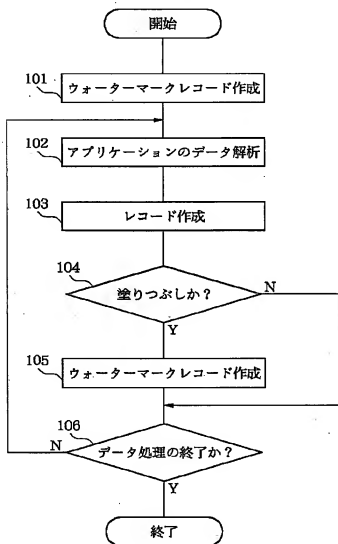 開始
101
ウォーターマークレコード作成
102
アプリケーションのデータ解析
103
レコード作成
104
塗りつぶしか?
N
Y
105
ウォーターマークレコード作成
106
N
データ処理の終了か?
Y
終了